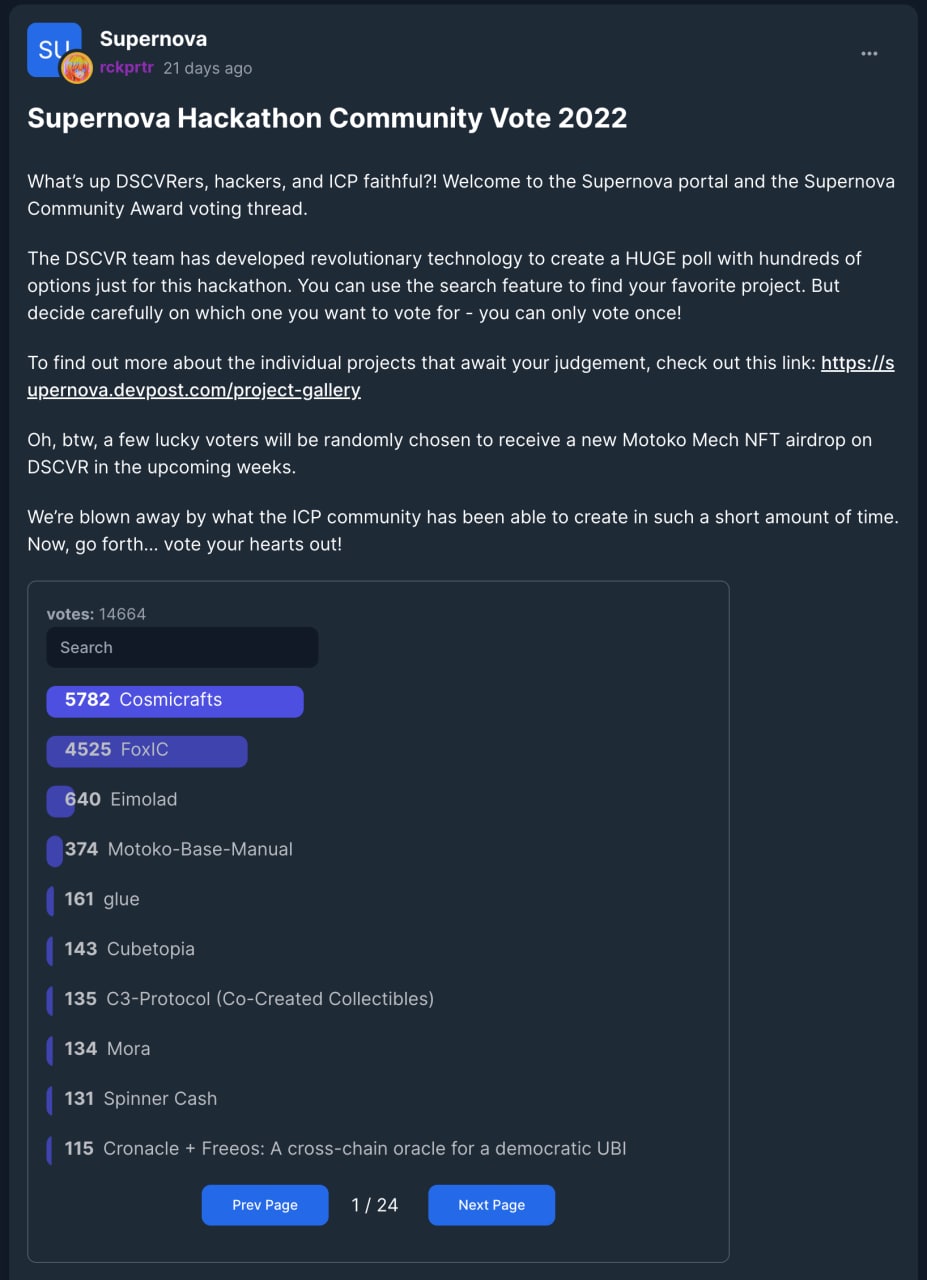 SU
Supernova
rckprtr 21 days ago
Supernova Hackathon Community Vote 2022
What’s up DSCVRers, hackers, and ICP faithful?! Welcome to the Supernova portal and the Supernova
Community Award voting thread.
The DSCVR team has developed revolutionary technology to create a HUGE poll with hundreds of
options just for this hackathon. You can use the search feature to find your favorite project. But
decide carefully on which one you want to vote for - you can only vote once!
To find out more about the individual projects that await your judgement, check out this link: https://s
upernova.devpost.com/project-gallery
Oh, btw, a few lucky voters will be randomly chosen to receive a new Motoko Mech NFT airdrop on
DSCVR in the upcoming weeks.
We’re blown away by what the ICP community has been able to create in such a short amount of time.
Now, go forth... vote your hearts out!
votes: 14664
Search
5782 Cosmicrafts
4525 FoxIC
640 Eimolad
374 Motoko-Base-Manual
161 glue
143 Cubetopia
135 C3-Protocol (Co-Created Collectibles)
134 Mora
131 Spinner Cash
115 Cronacle + Freeos: A cross-chain oracle for a democratic UBI
Prev Page 1 / 24 Next Page